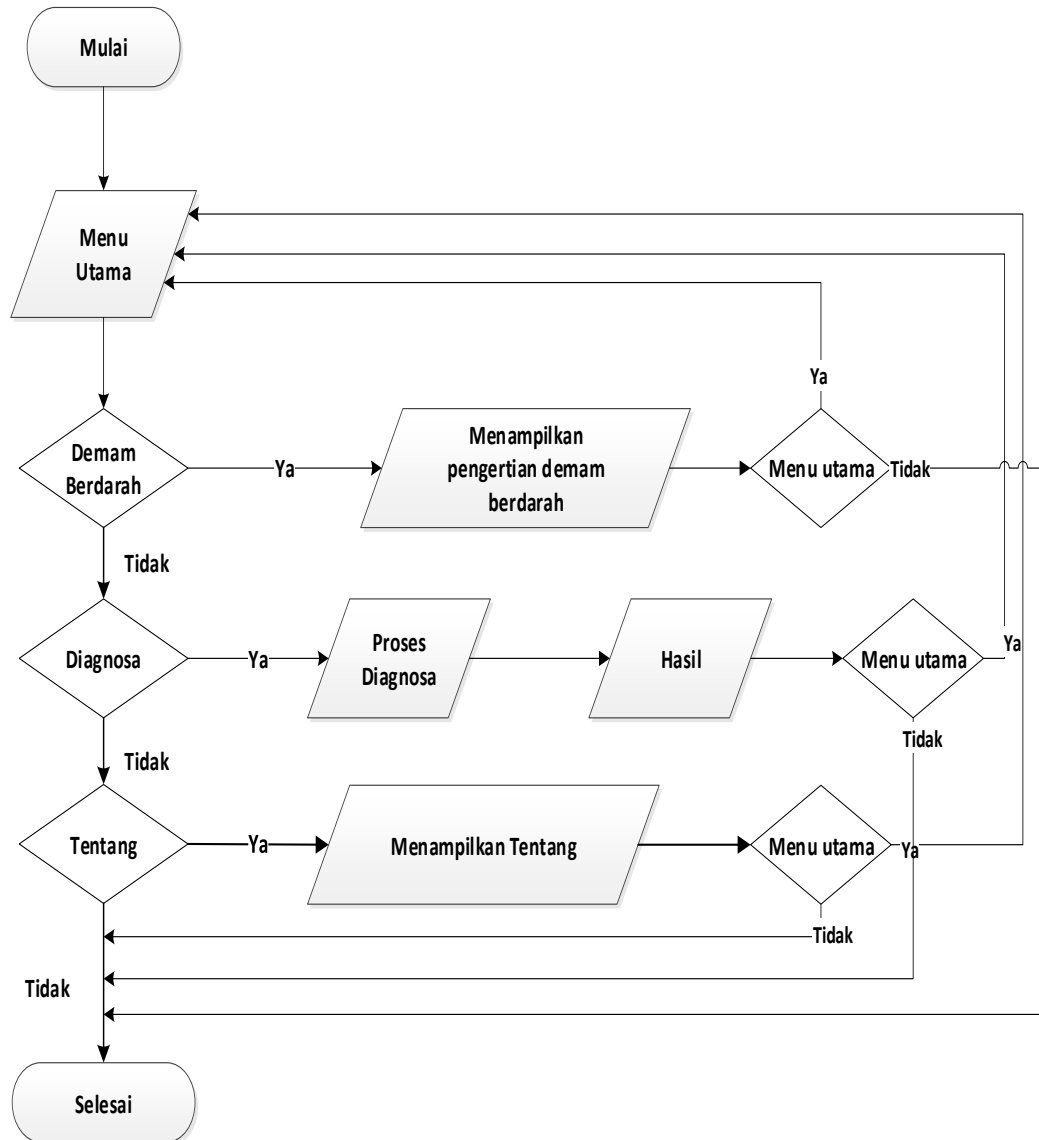 Mulai
Menu
Utama
Ya
Demam
Berdarah
Ya
Menampilkan
pengertian demam
berdarah
Menu utama
Tidak
Tidak
Diagnosa
Ya
Proses
Diagnosa
Hasil
Menu utama
Ya
Tidak
Tidak
Tentang
Ya
Menampilkan Tentang
Menu utama
Ya
Tidak
Tidak
Selesai